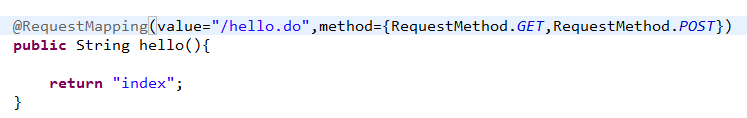 @RequestMapping(value="/hello.do",method={RequestMethod.GET,RequestMethod.POST})
public String hello(){
return "index";
}